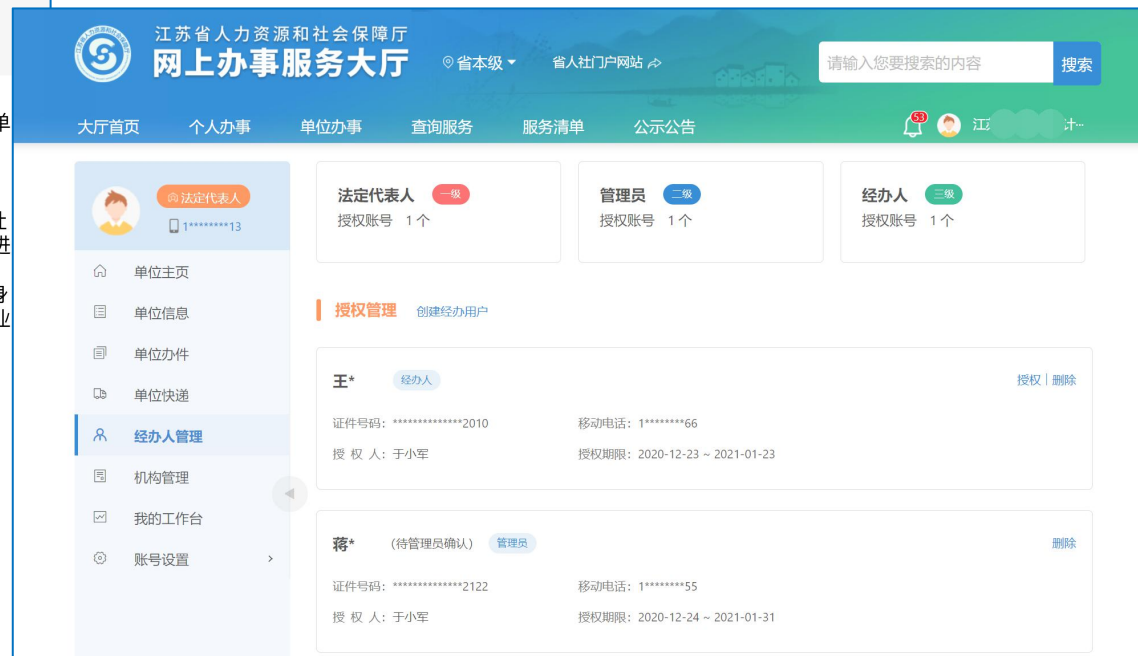 单
社
进
身
业
江苏省人力资源和社会保障厅
网上办事服务大厅
省本级
省人社门户网站
请输入您要搜索的内容
搜索
大厅首页 个人办事 单位办事 查询服务 服务清单 公示公告
53
法定代表人
1********13
单位主页
单位信息
单位办件
单位快递
经办人管理
机构管理
我的工作台
账号设置
法定代表人 一级
授权账号 1个
管理员 二级
授权账号 1个
经办人 三级
授权账号 1个
授权管理 创建经办用户
王* 经办人 授权 | 删除
证件号码：**************2010 移动电话：1********66
授 权 人：于小军 授权期限：2020-12-23 ~ 2021-01-23
蒋* （待管理员确认） 管理员 删除
证件号码：**************2122 移动电话：1********55
授 权 人：于小军 授权期限：2020-12-24 ~ 2021-01-31